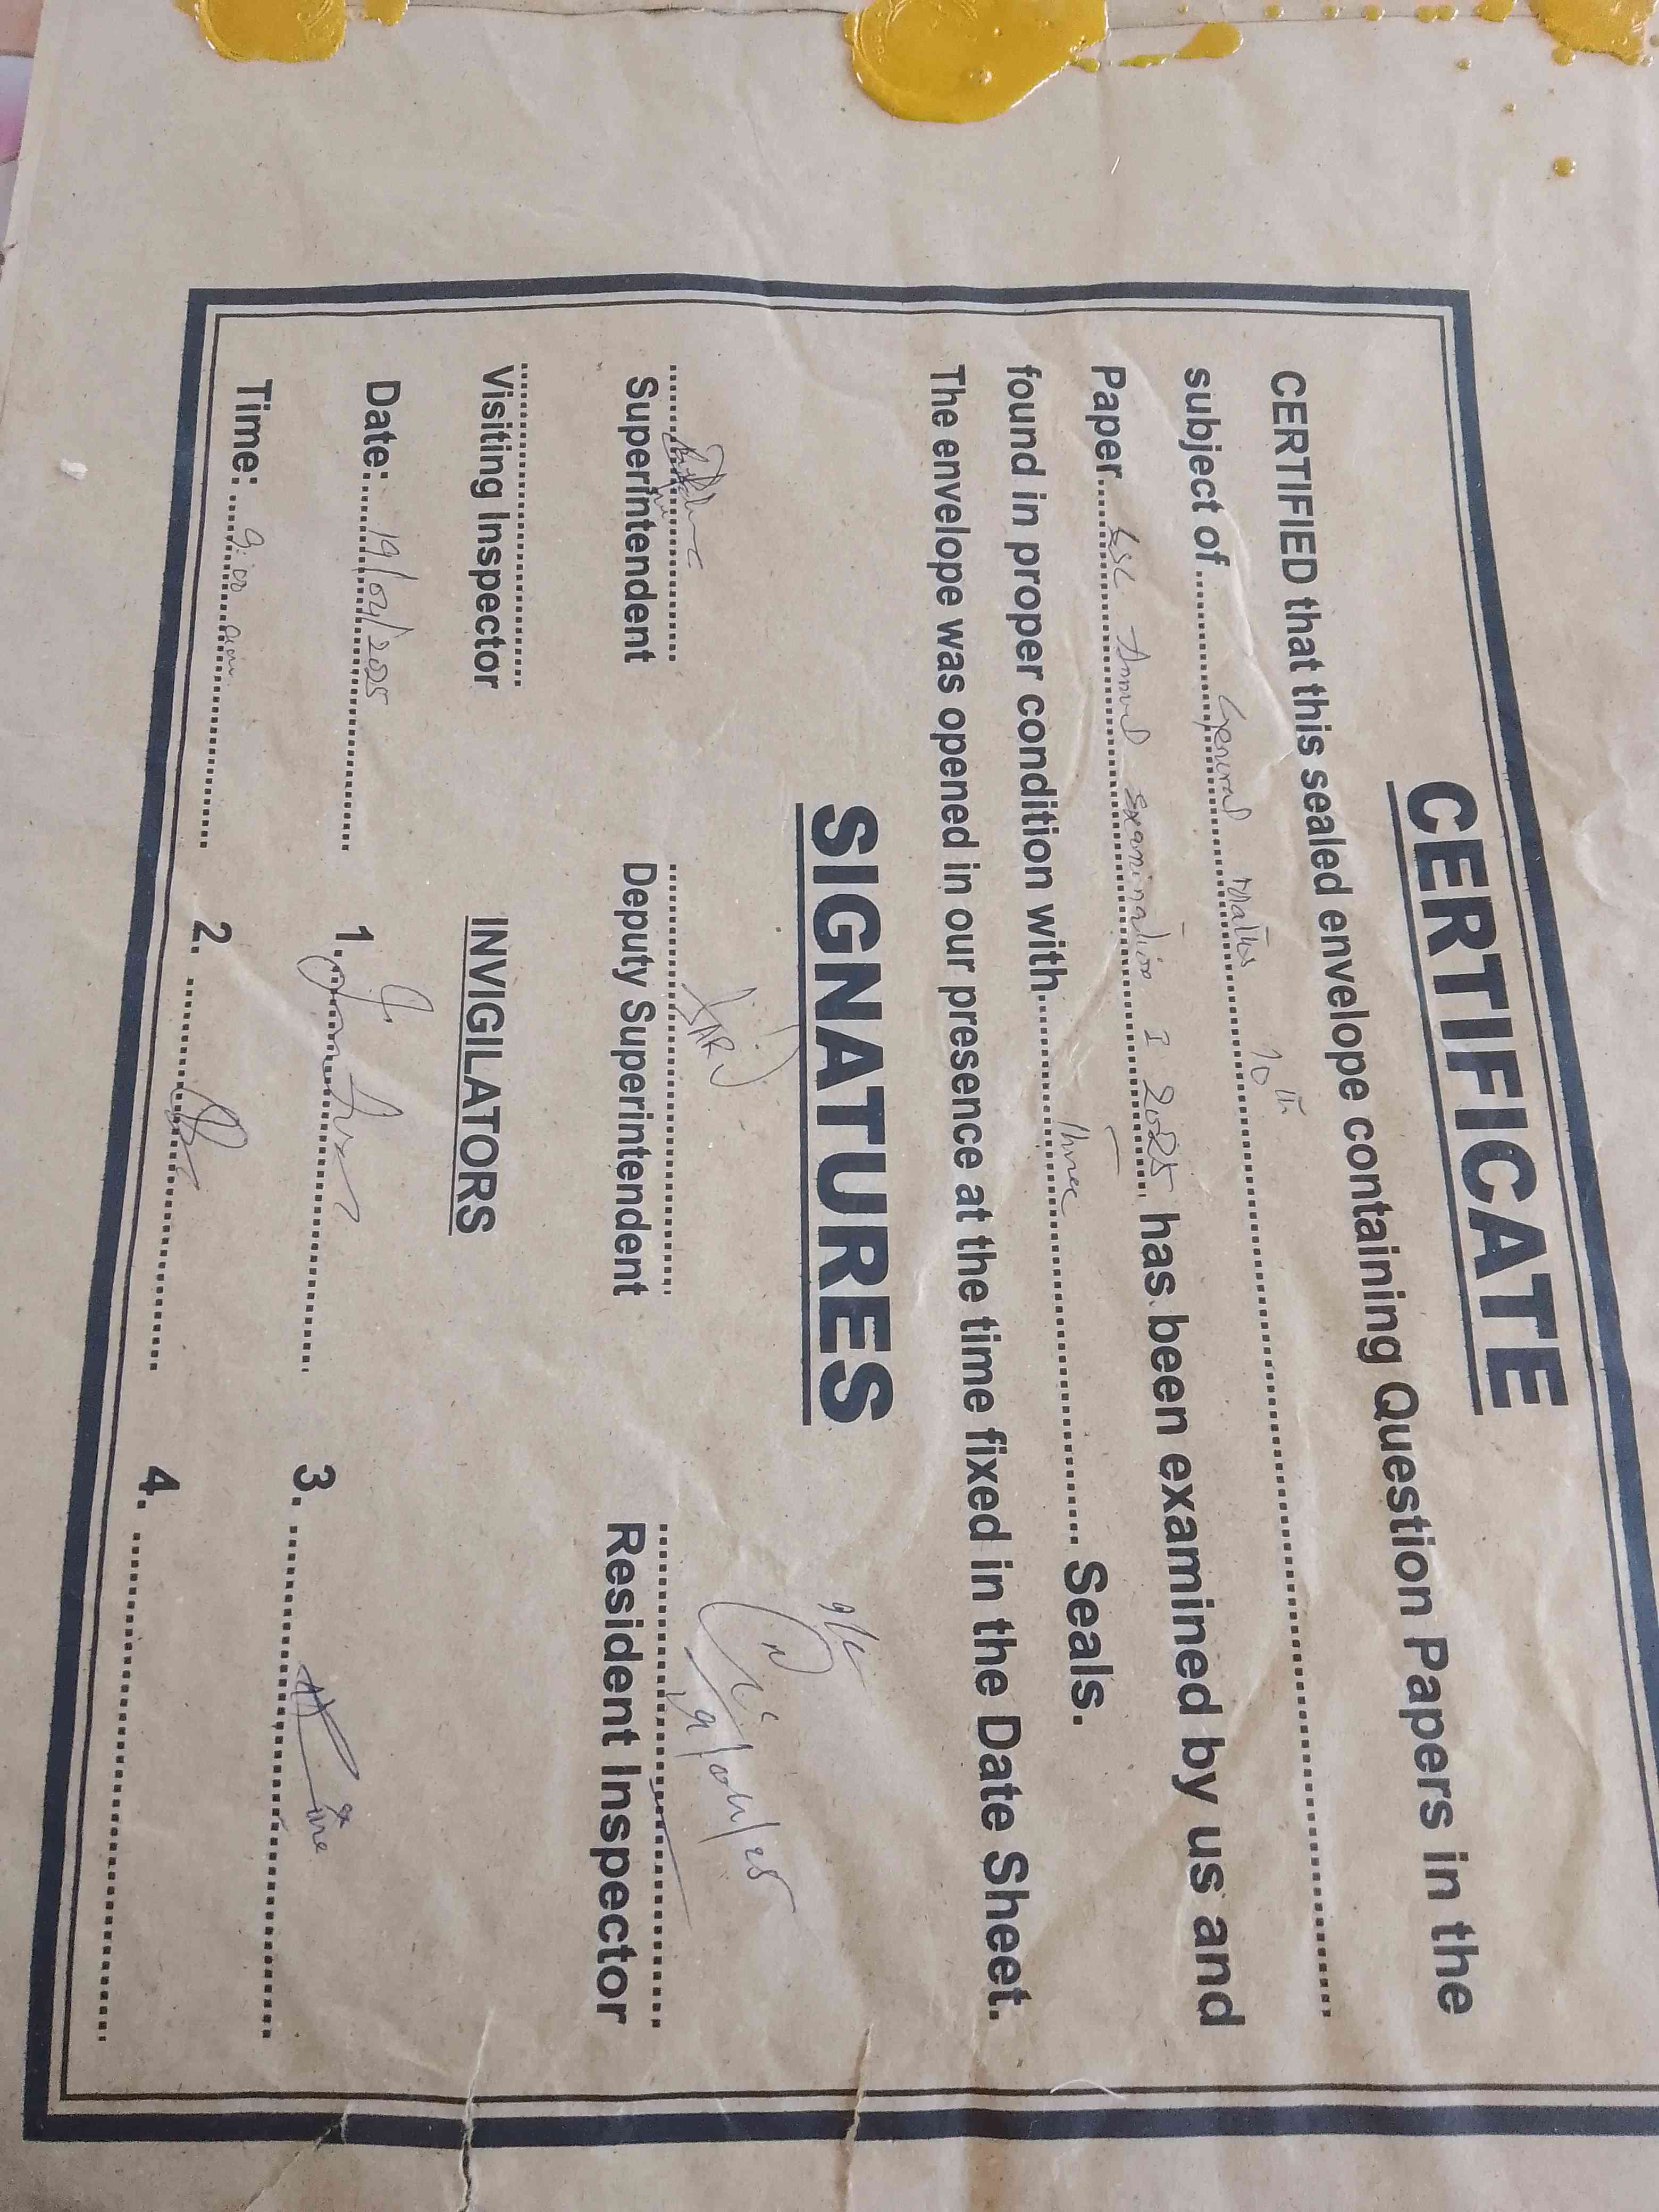 CERTIFICATE
CERTIFIED that this sealed envelope containing Question Papers in the
subject of General Maths 10th
Paper SSC Annual Examination I 2025 has been examined by us and
found in proper condition with three Seals.
The envelope was opened in our presence at the time fixed in the Date Sheet.
SIGNATURES
19/04/25
Superintendent Deputy Superintendent Resident Inspector
Visiting Inspector INVIGILATORS
Date: 19/04/2025 1. 3.
Time: 9:00 am 2. 4.